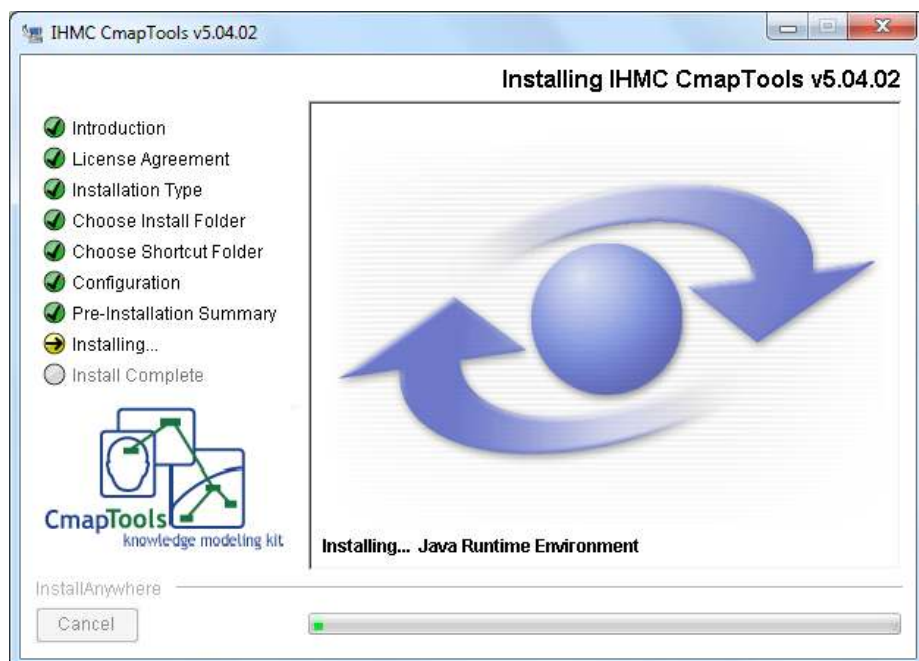 IHMC CmapTools v5.04.02
Installing IHMC CmapTools v5.04.02
Introduction
License Agreement
Installation Type
Choose Install Folder
Choose Shortcut Folder
Configuration
Pre-Installation Summary
Installing...
Install Complete
CmapTools
knowledge modeling kit
Installing... Java Runtime Environment
InstallAnywhere
Cancel